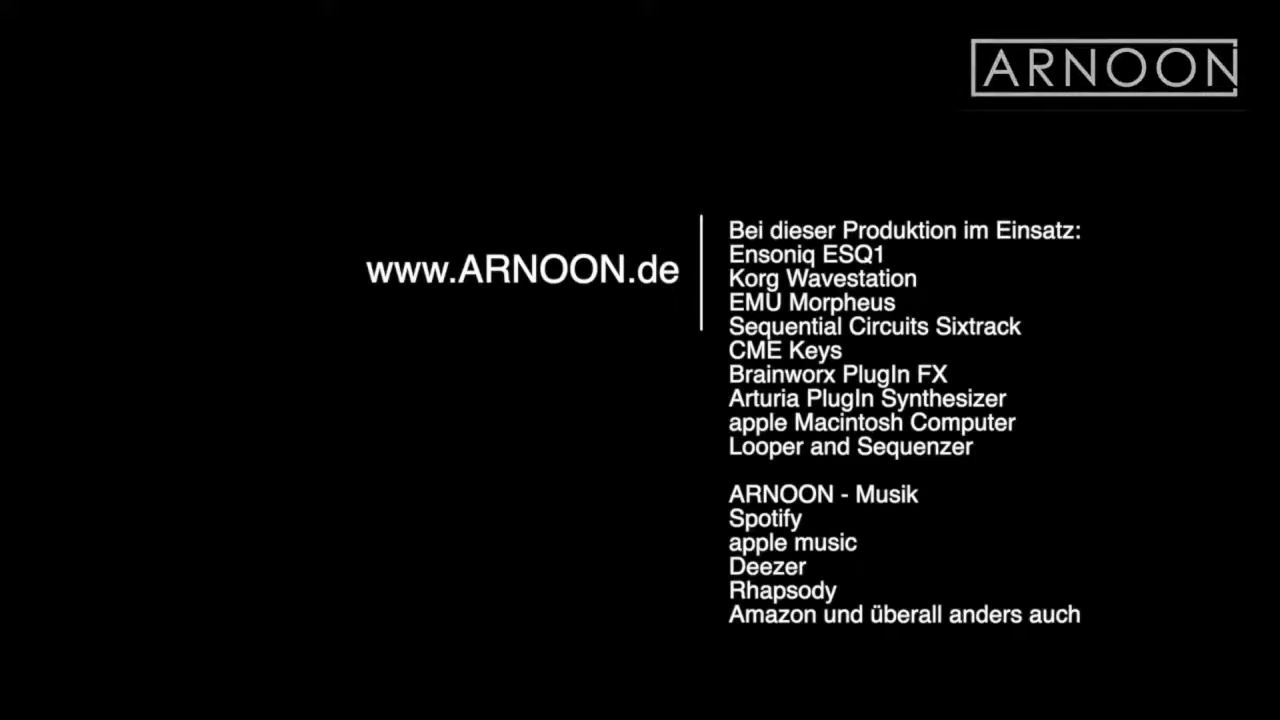 ARNOON
www.ARNOON.de
Bei dieser Produktion im Einsatz:
Ensoniq ESQ1
Korg Wavestation
EMU Morpheus
Sequential Circuits Sixtrack
CME Keys
Brainworx PlugIn FX
Arturia PlugIn Synthesizer
apple Macintosh Computer
Looper and Sequenzer
ARNOON - Musik
Spotify
apple music
Deezer
Rhapsody
Amazon und überall anders auch